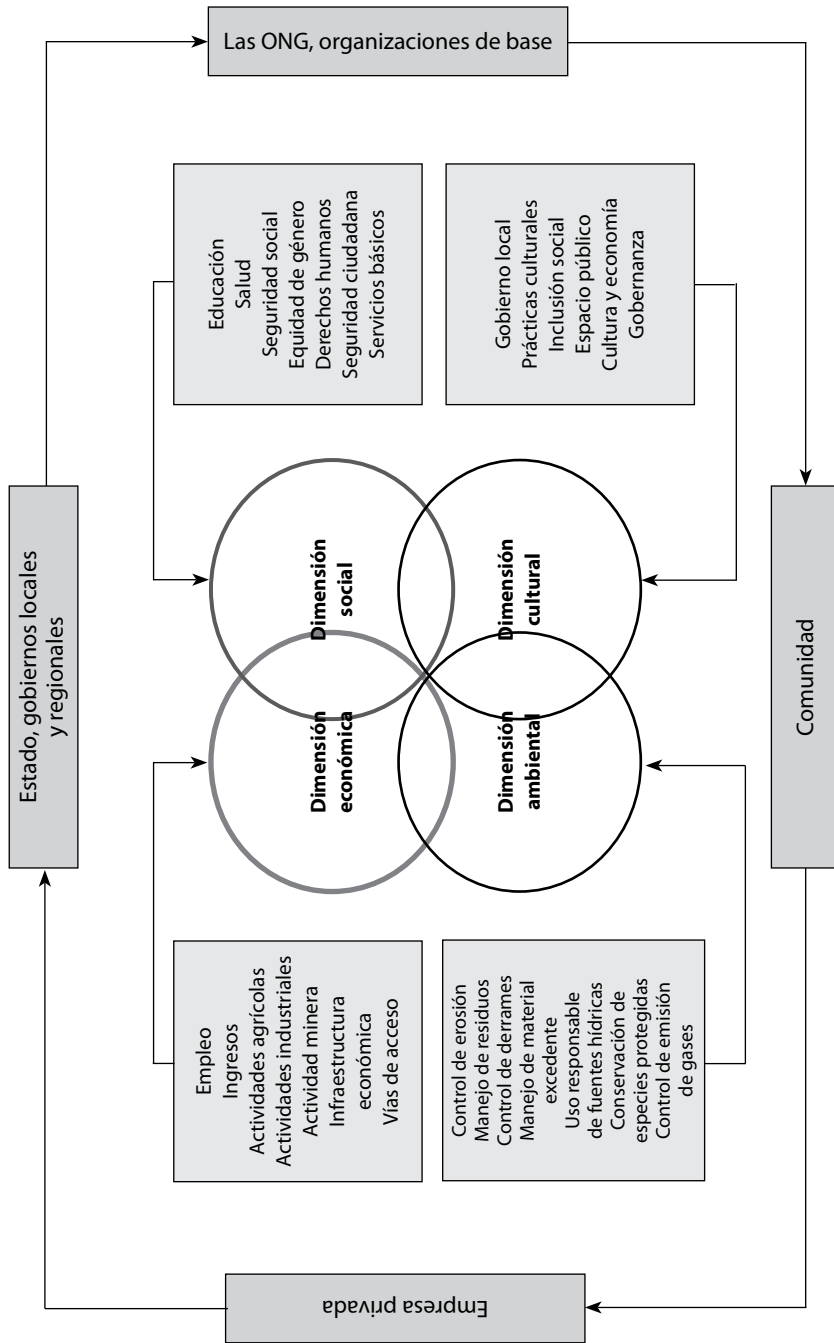 Estado, gobiernos locales
y regionales
Las ONG, organizaciones de base
Empleo
Ingresos
Actividades agrícolas
Actividades industriales
Actividad minera
Infraestructura
económica
Vías de acceso
Dimensión
económica
Dimensión
social
Educación
Salud
Seguridad social
Equidad de género
Derechos humanos
Seguridad ciudadana
Servicios básicos
Control de erosión
Manejo de residuos
Control de derrames
Manejo de material
excedente
Uso responsable
de fuentes hídricas
Conservación de
especies protegidas
Control de emisión
de gases
Dimensión
ambiental
Dimensión
cultural
Gobierno local
Prácticas culturales
Inclusión social
Espacio público
Cultura y economía
Gobernanza
Empresa privada
Comunidad